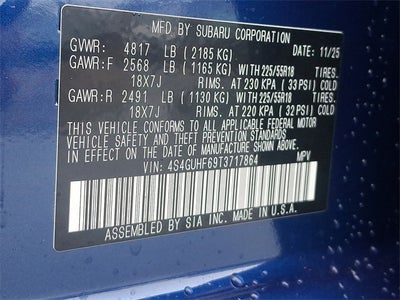 MFD BY SUBARU CORPORATION
GVWR: 4817 LB (2185 KG) DATE: 11/25
GAWR:F 2568 LB (1165 KG) WITH 225/55R18 TIRES.
18X7J RIMS. AT 230 KPA (33 PSI) COLD
GAWR:R 2491 LB (1130 KG) WITH 225/55R18 TIRES.
18X7J RIMS. AT 220 KPA (32 PSI) COLD
THIS VEHICLE CONFORMS TO ALL APPLICABLE FEDERAL MOTOR
VEHICLE SAFETY AND THEFT PREVENTION STANDARDS
IN EFFECT ON THE DATE OF MANUFACTURE SHOWN ABOVE.
VIN: 4S4GUHF69T3717864 MPV
ASSEMBLED BY SIA INC. MADE IN U.S.A.